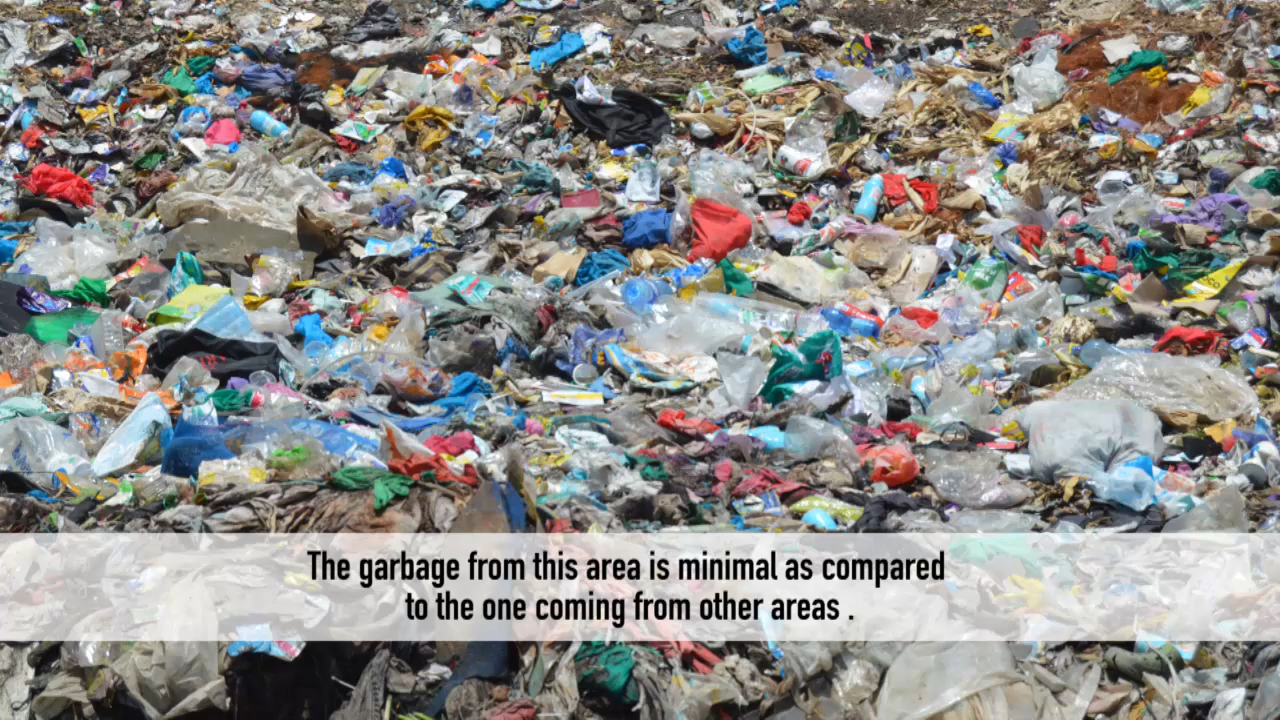 The garbage from this area is minimal as compared
to the one coming from other areas .